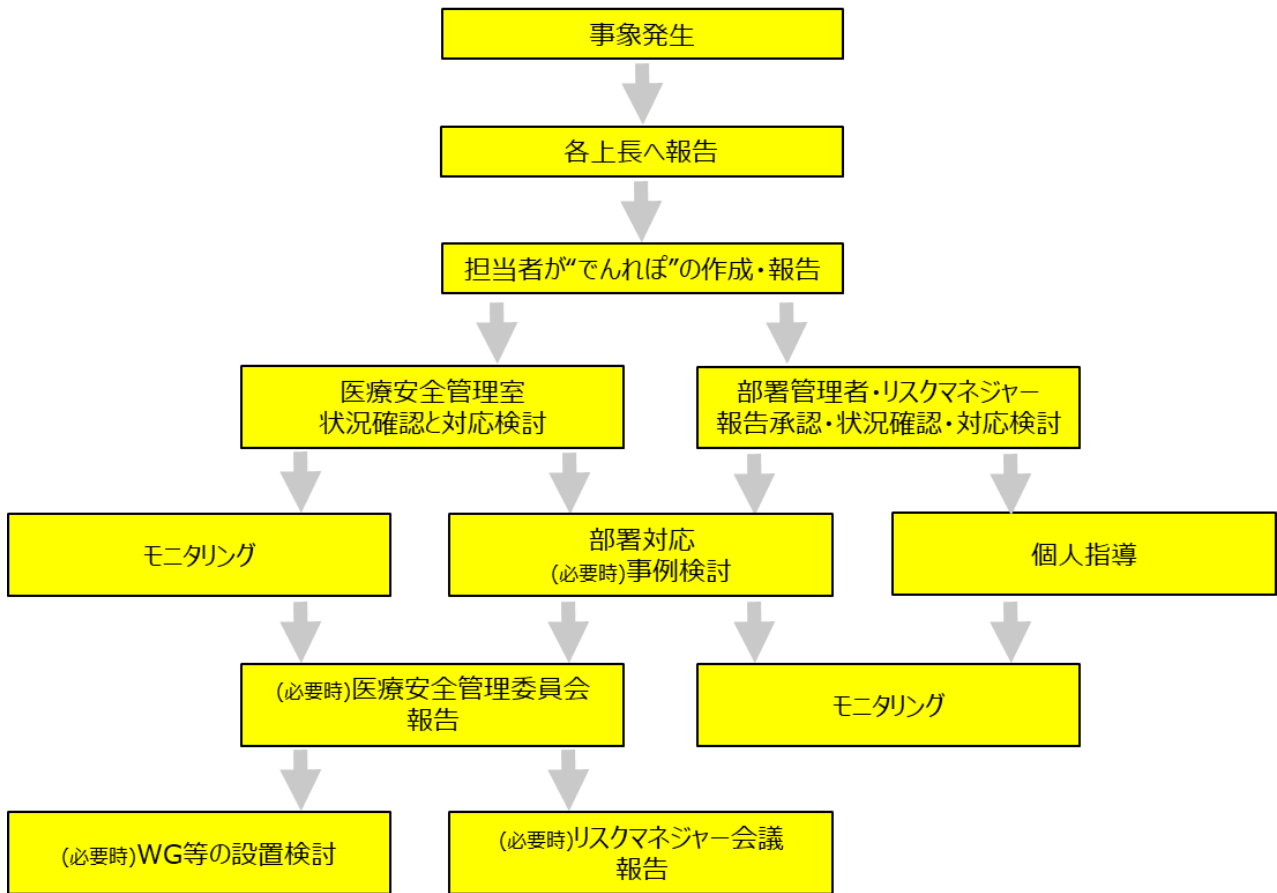 事象発生
各上長へ報告
担当者が“でんれぽ”の作成・報告
医療安全管理室
状況確認と対応検討
部署管理者・リスクマネジャー
報告承認・状況確認・対応検討
モニタリング
部署対応
(必要時)事例検討
個人指導
(必要時)医療安全管理委員会
報告
モニタリング
(必要時)WG等の設置検討
(必要時)リスクマネジャー会議
報告